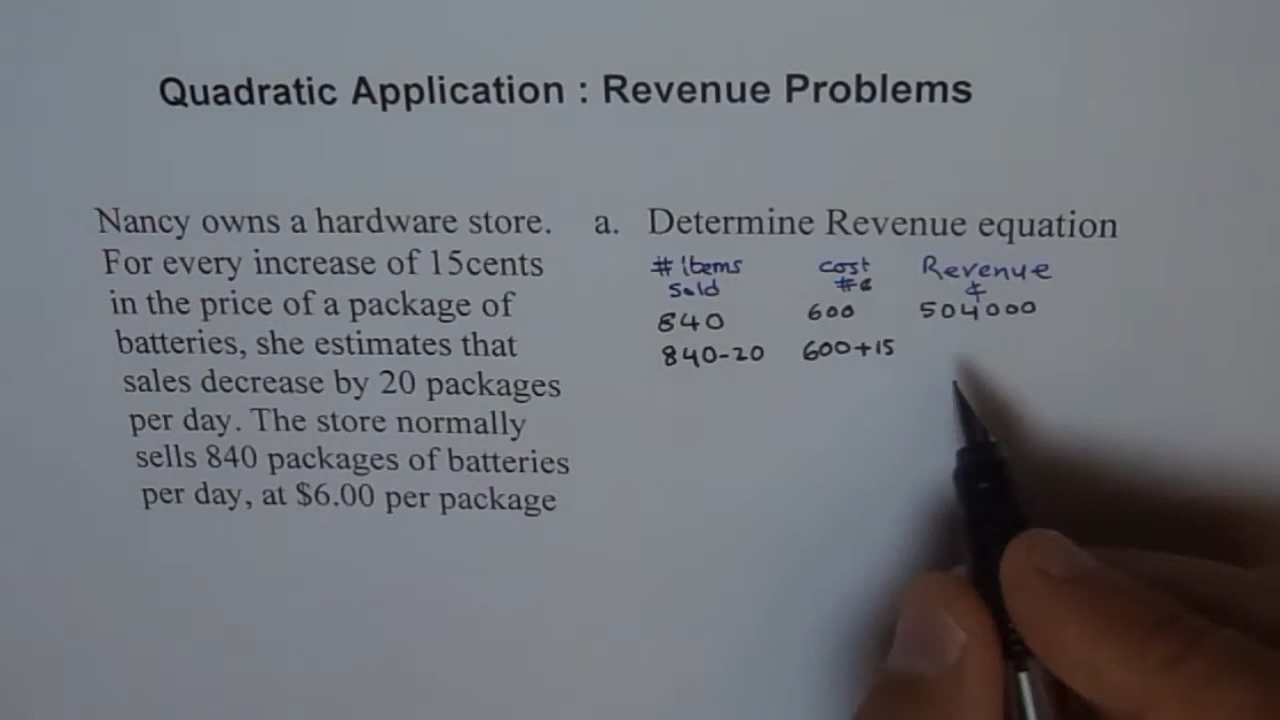 Quadratic Application : Revenue Problems
Nancy owns a hardware store.
For every increase of 15cents
in the price of a package of
batteries, she estimates that
sales decrease by 20 packages
per day. The store normally
sells 840 packages of batteries
per day, at $6.00 per package
a. Determine Revenue equation
# items cost Revenue
sold #¢ ¢
840 600 504000
840-20 600+15